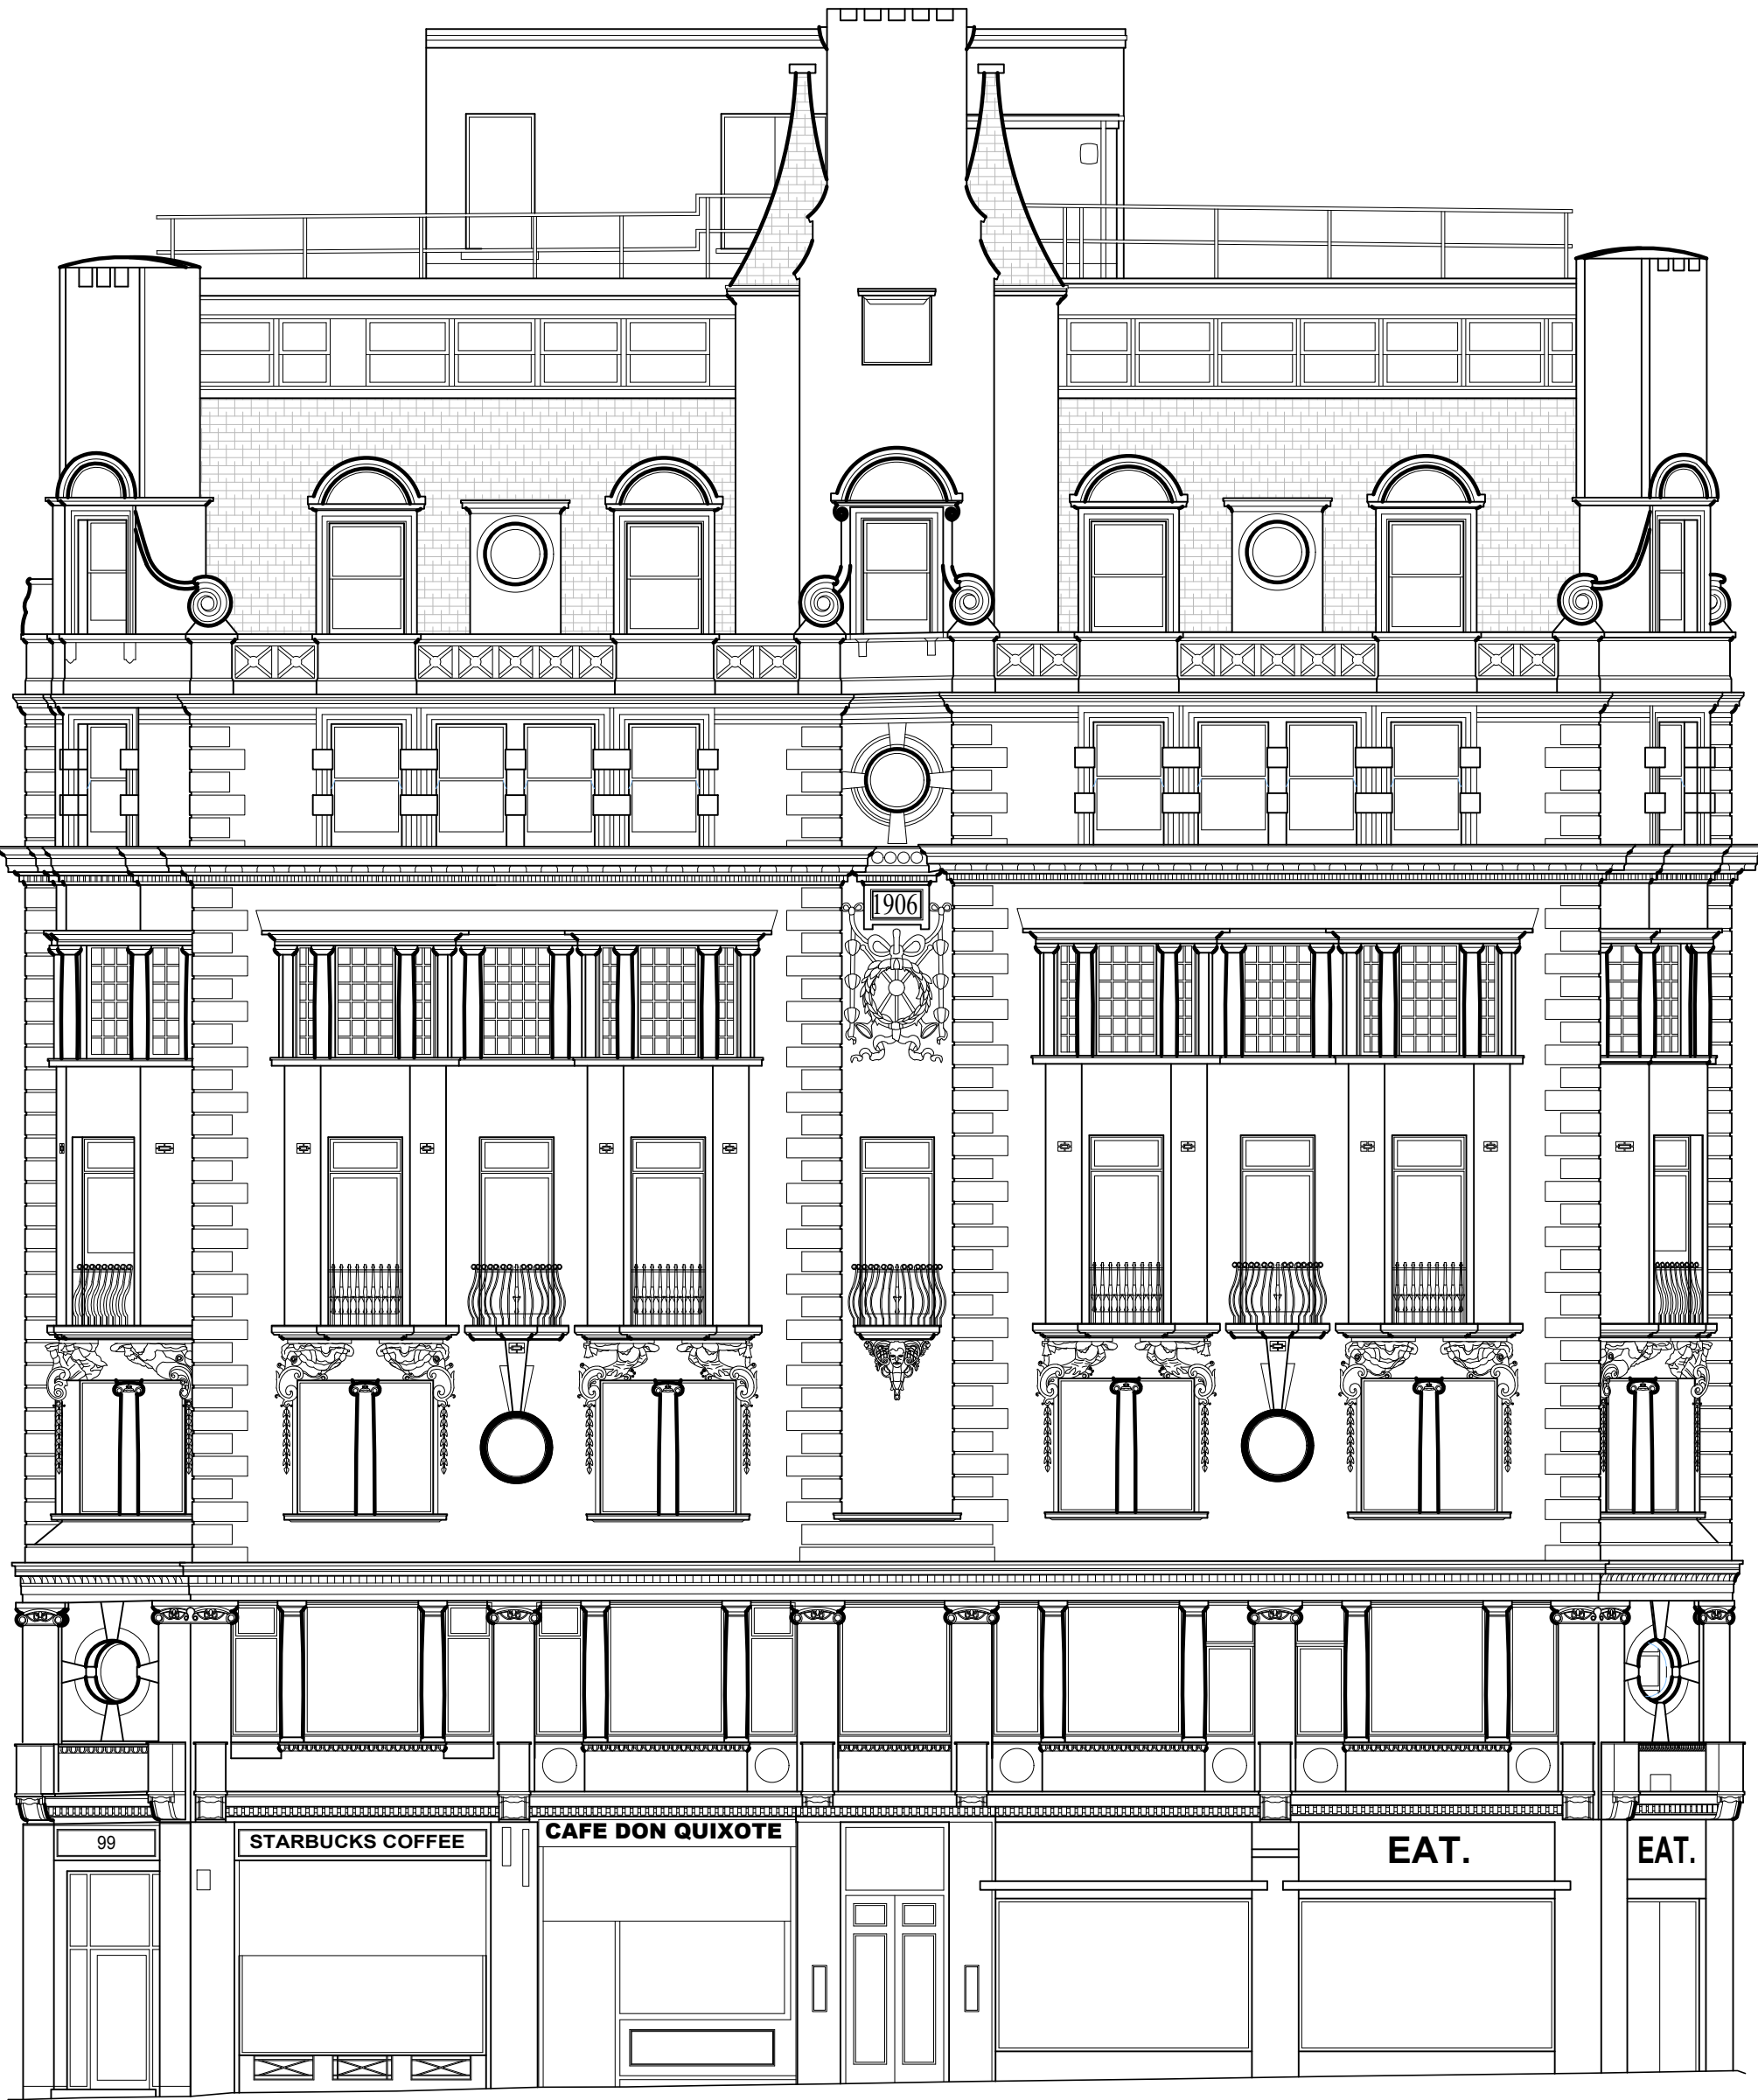 1906
99
STARBUCKS COFFEE
CAFE DON QUIXOTE
EAT.
EAT.